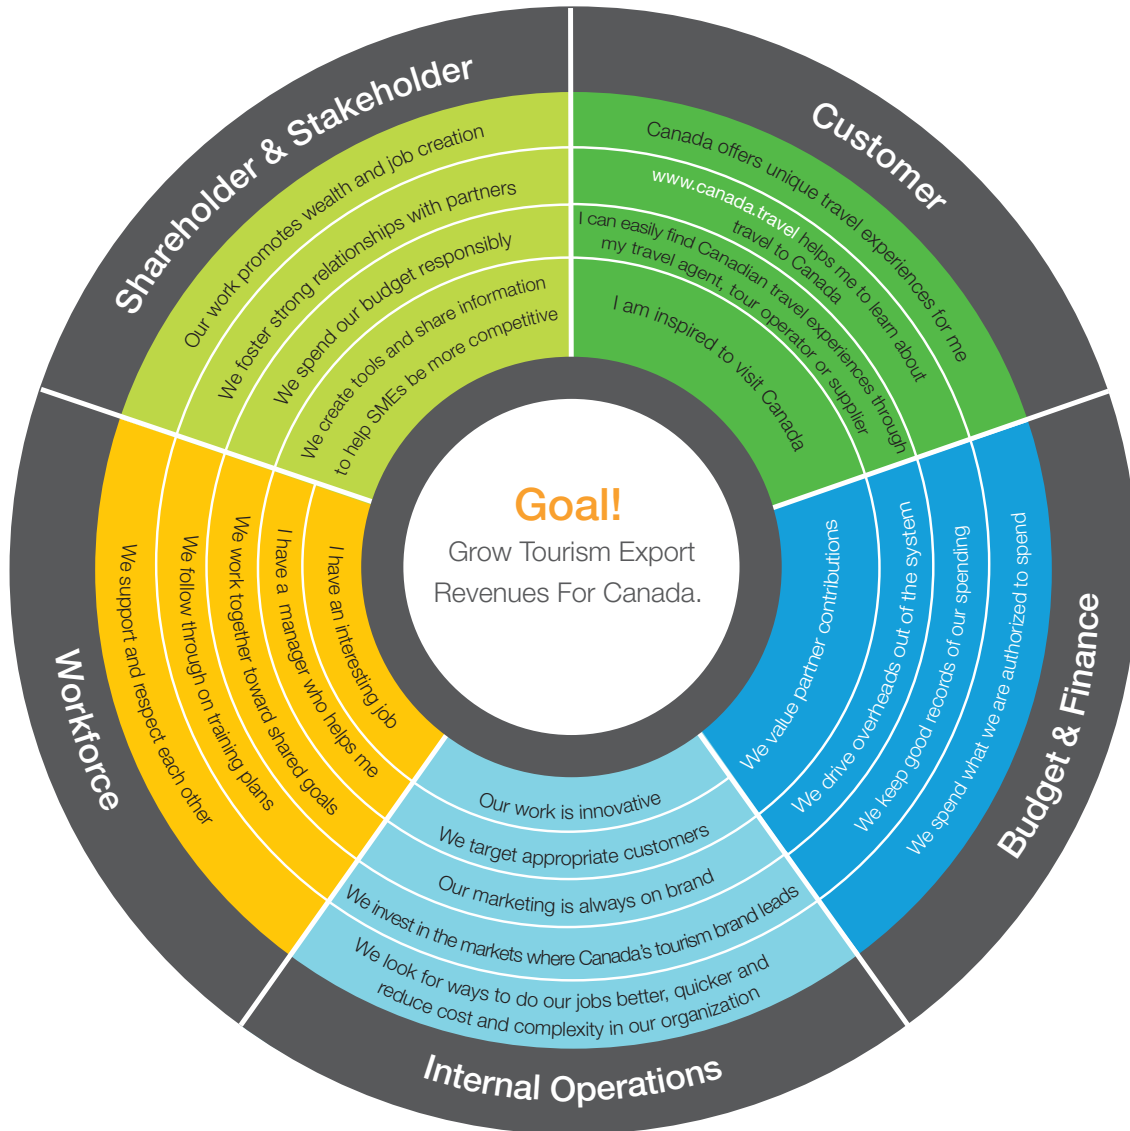 Shareholder & Stakeholder
Our work promotes wealth and job creation
We foster strong relationships with partners
We spend our budget responsibly
We create tools and share information
to help SMEs be more competitive
Customer
Canada offers unique travel experiences for me
www.canada.travel helps me to learn about
travel to Canada
I can easily find Canadian travel experiences through
my travel agent, tour operator or supplier
I am inspired to visit Canada
Goal!
Grow Tourism Export
Revenues For Canada.
Budget & Finance
We spend what we are authorized to spend
We keep good records of our spending
We drive overheads out of the system
We value partner contributions
Internal Operations
Our work is innovative
We target appropriate customers
Our marketing is always on brand
We invest in the markets where Canada's tourism brand leads
We look for ways to do our jobs better, quicker and
reduce cost and complexity in our organization
Workforce
We support and respect each other
We follow through on training plans
We work together toward shared goals
I have a manager who helps me
I have an interesting job